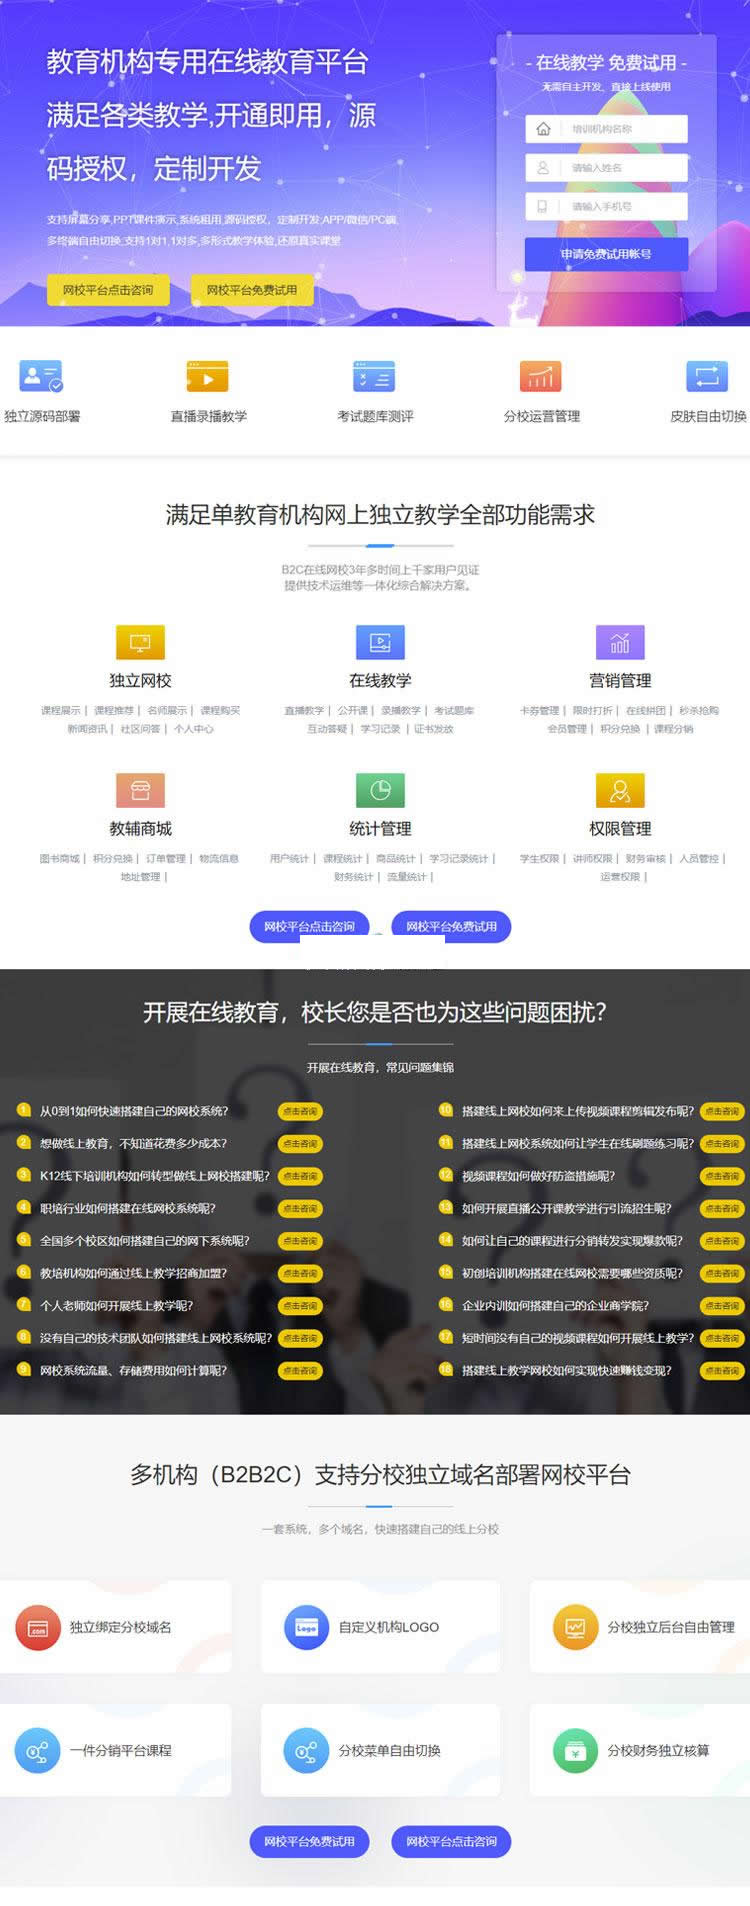 教育机构专用在线教育平台
满足各类教学,开通即用，源
码授权，定制开发
支持屏幕分享,PPT课件演示,系统租用,源码授权，定制开发;APP/微信/PC端,
多终端自由切换;支持1对1,1对多,多形式教学体验,还原真实课堂
网校平台点击咨询
网校平台免费试用
- 在线教学 免费试用 -
无需自主开发、直接上线使用
培训机构名称
请输入姓名
请输入手机号
申请免费试用帐号
独立源码部署
直播录播教学
考试题库测评
分校运营管理
皮肤自由切换
满足单教育机构网上独立教学全部功能需求
B2C在线网校3年多时间上千家用户见证
提供技术运维等一体化综合解决方案。
独立网校
课程展示 | 课程推荐 | 名师展示 | 课程购买
新闻资讯 | 社区问答 | 个人中心
在线教学
直播教学 | 公开课 | 录播教学 | 考试题库
互动答疑 | 学习记录 | 证书发放
营销管理
卡券管理 | 限时打折 | 在线拼团 | 秒杀抢购
会员管理 | 积分兑换 | 课程分销
教辅商城
图书商城 | 积分兑换 | 订单管理 | 物流信息
地址管理 |
统计管理
用户统计 | 课程统计 | 商品统计 | 学习记录统计 |
财务统计 | 流量统计 |
权限管理
学生权限 | 讲师权限 | 财务审核 | 人员管控 |
运营权限 |
网校平台点击咨询
网校平台免费试用
开展在线教育，校长您是否也为这些问题困扰？
开展在线教育，常见问题集锦
1 从0到1如何快速搭建自己的网校系统？ 点击咨询
2 想做线上教育，不知道花费多少成本？ 点击咨询
3 K12线下培训机构如何转型做线上网校搭建呢？ 点击咨询
4 职培行业如何搭建在线网校系统呢？ 点击咨询
5 全国多个校区如何搭建自己的网下系统呢？ 点击咨询
6 教培机构如何通过线上教学招商加盟？ 点击咨询
7 个人老师如何开展线上教学呢？ 点击咨询
8 没有自己的技术团队如何搭建线上网校系统呢？ 点击咨询
9 网校系统流量、存储费用如何计算呢？ 点击咨询
10 搭建线上网校如何来上传视频课程剪辑发布呢？ 点击咨询
11 搭建线上网校系统如何让学生在线刷题练习呢？ 点击咨询
12 视频课程如何做好防盗措施呢？ 点击咨询
13 如何开展直播公开课教学进行引流招生呢？ 点击咨询
14 如何让自己的课程进行分销转发实现爆款呢？ 点击咨询
15 初创培训机构搭建在线网校需要哪些资质呢？ 点击咨询
16 企业内训如何搭建自己的企业商学院？ 点击咨询
17 短时间没有自己的视频课程如何开展线上教学？ 点击咨询
18 搭建线上教学网校如何实现快速赚钱变现？ 点击咨询
多机构（B2B2C）支持分校独立域名部署网校平台
一套系统，多个域名，快速搭建自己的线上分校
.com
独立绑定分校域名
Logo
自定义机构LOGO
分校独立后台自由管理
一件分销平台课程
分校菜单自由切换
分校财务独立核算
网校平台免费试用
网校平台点击咨询